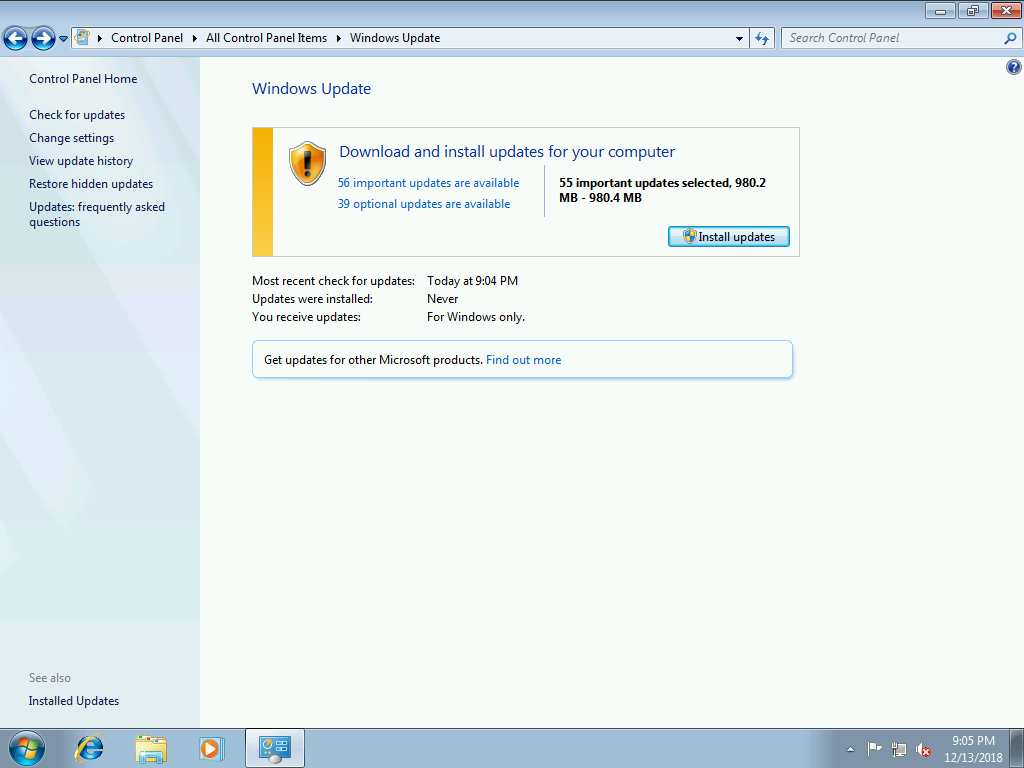 Control Panel
All Control Panel Items
Windows Update
Search Control Panel
Control Panel Home
Check for updates
Change settings
View update history
Restore hidden updates
Updates: frequently asked
questions
See also
Installed Updates
Windows Update
Download and install updates for your computer
56 important updates are available
39 optional updates are available
55 important updates selected, 980.2
MB - 980.4 MB
Install updates
Most recent check for updates: Today at 9:04 PM
Updates were installed: Never
You receive updates: For Windows only.
Get updates for other Microsoft products. Find out more
9:05 PM
12/13/2018